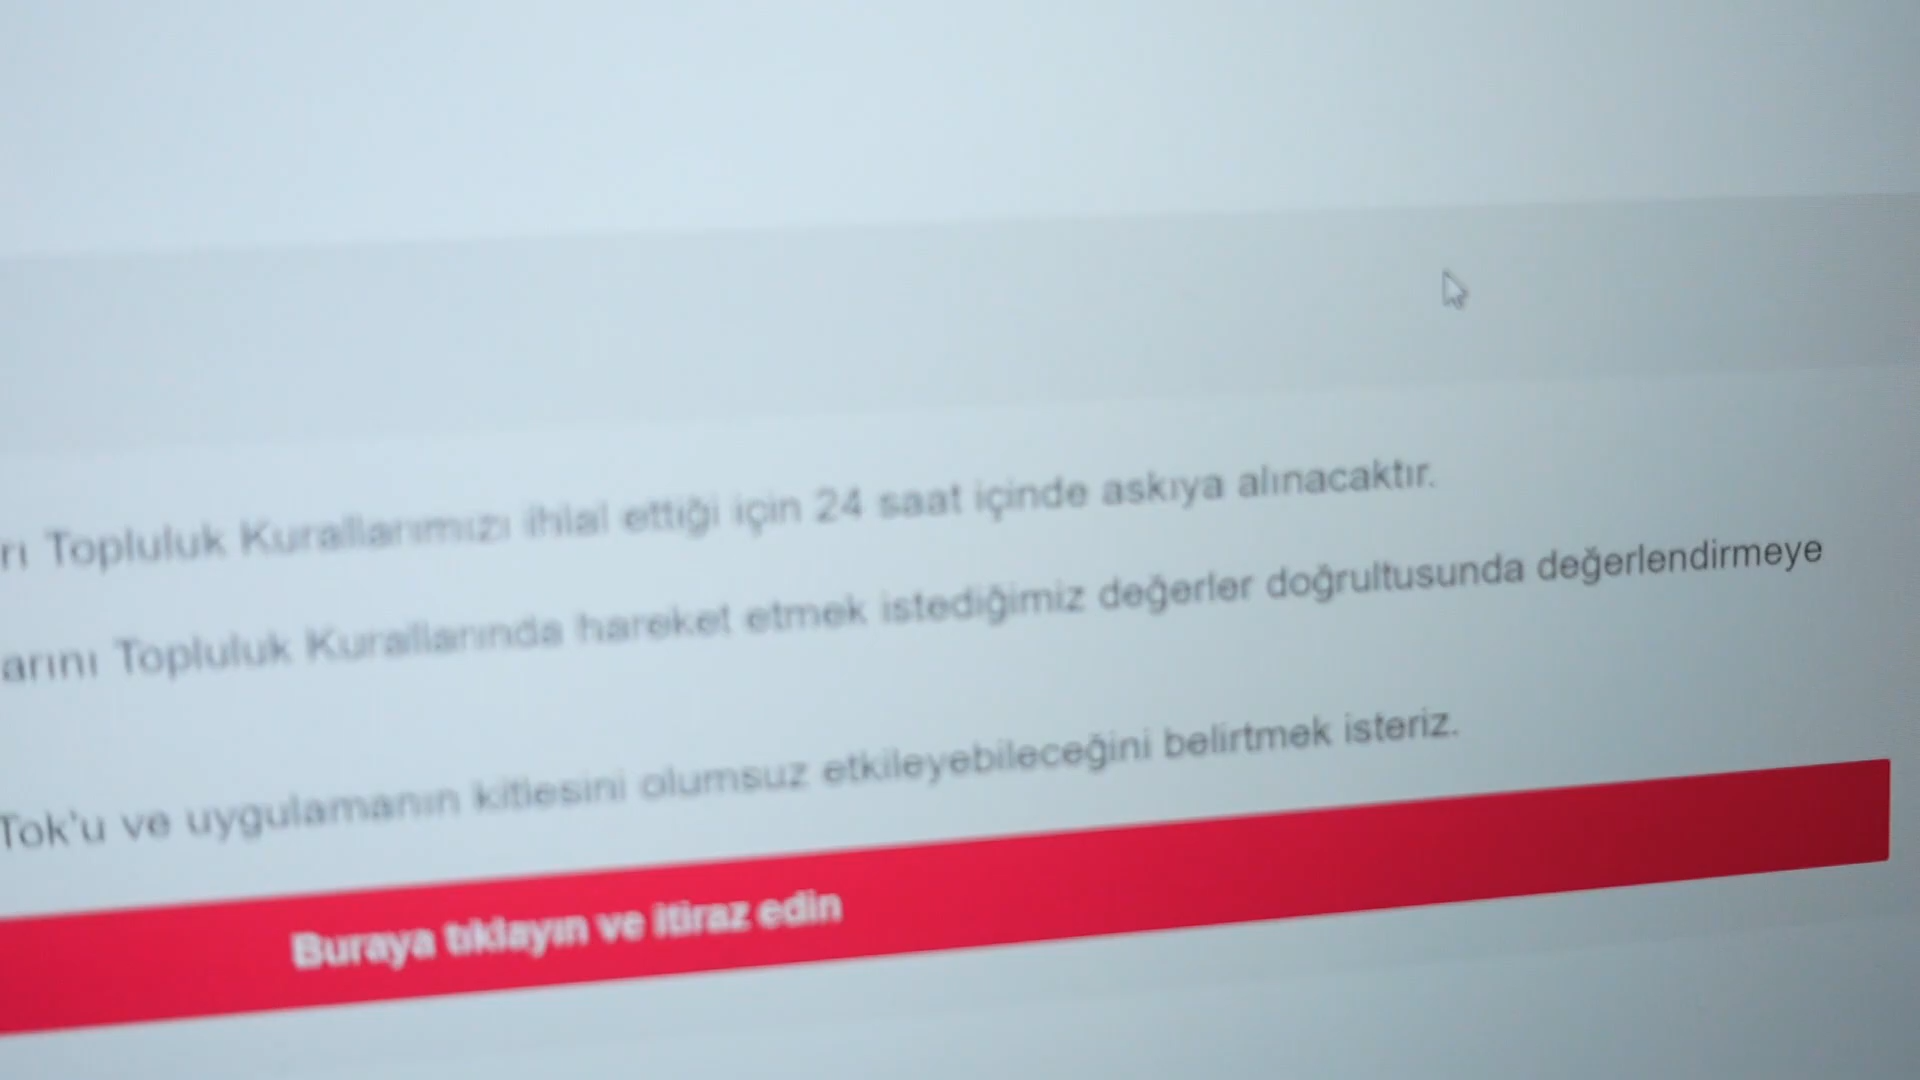 rı Topluluk Kurallarımızı ihlal ettiği için 24 saat içinde askıya alınacaktır.
arını Topluluk Kurallarında hareket etmek istediğimiz değerler doğrultusunda değerlendirmeye
Tok'u ve uygulamanın kitlesini olumsuz etkileyebileceğini belirtmek isteriz.
Buraya tıklayın ve itiraz edin